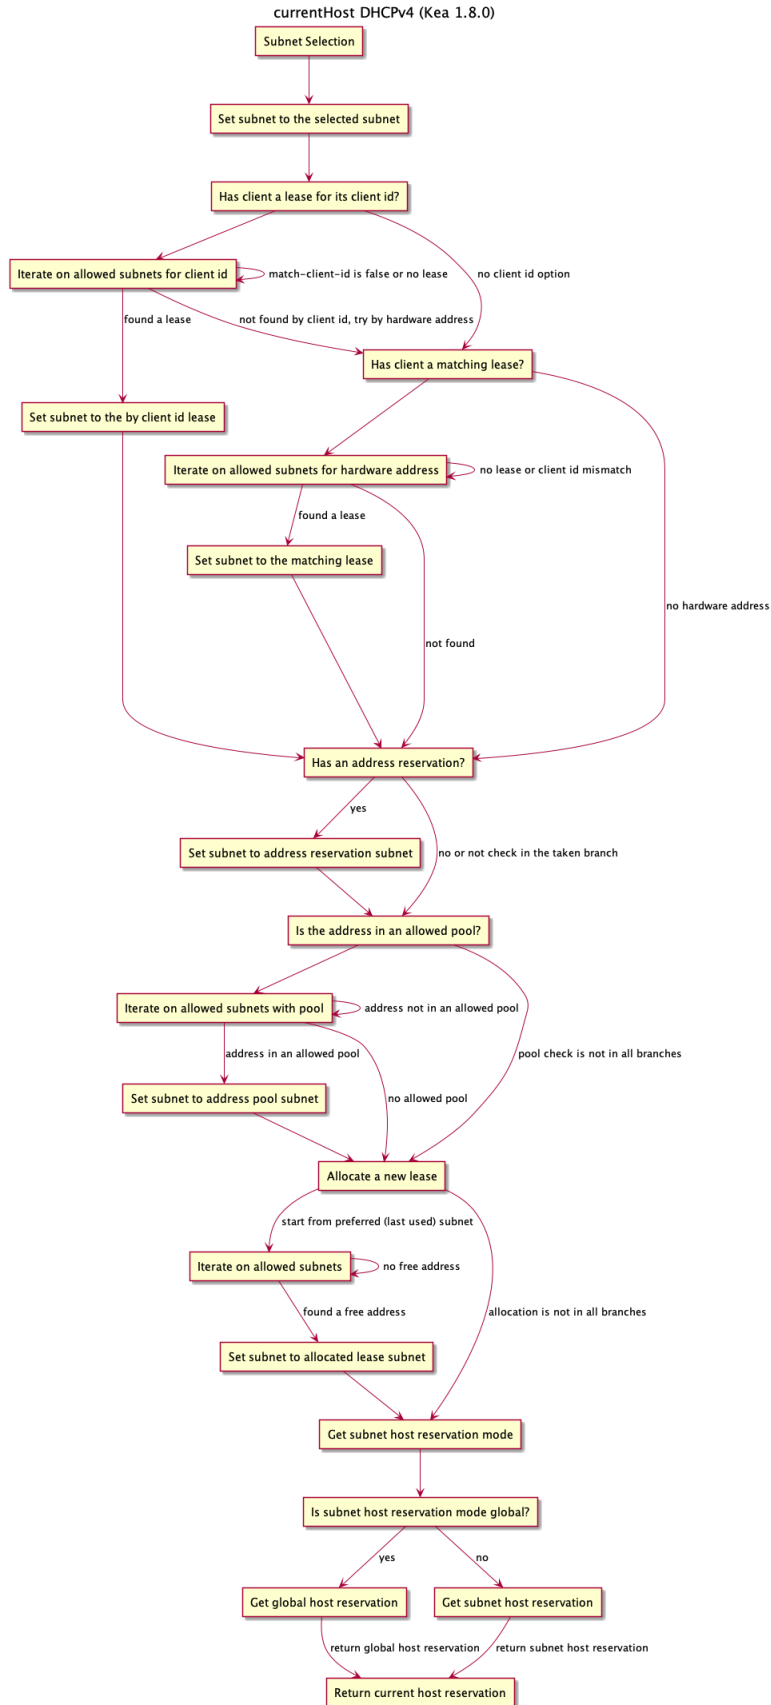 currentHost DHCPv4 (Kea 1.8.0)
Subnet Selection
Set subnet to the selected subnet
Has client a lease for its client id?
Iterate on allowed subnets for client id
match-client-id is false or no lease
no client id option
found a lease
not found by client id, try by hardware address
Has client a matching lease?
Set subnet to the by client id lease
Iterate on allowed subnets for hardware address
no lease or client id mismatch
found a lease
Set subnet to the matching lease
no hardware address
not found
Has an address reservation?
yes
Set subnet to address reservation subnet
no or not check in the taken branch
Is the address in an allowed pool?
Iterate on allowed subnets with pool
address not in an allowed pool
address in an allowed pool
pool check is not in all branches
Set subnet to address pool subnet
no allowed pool
Allocate a new lease
start from preferred (last used) subnet
Iterate on allowed subnets
no free address
found a free address
allocation is not in all branches
Set subnet to allocated lease subnet
Get subnet host reservation mode
Is subnet host reservation mode global?
yes
no
Get global host reservation
Get subnet host reservation
return global host reservation
return subnet host reservation
Return current host reservation